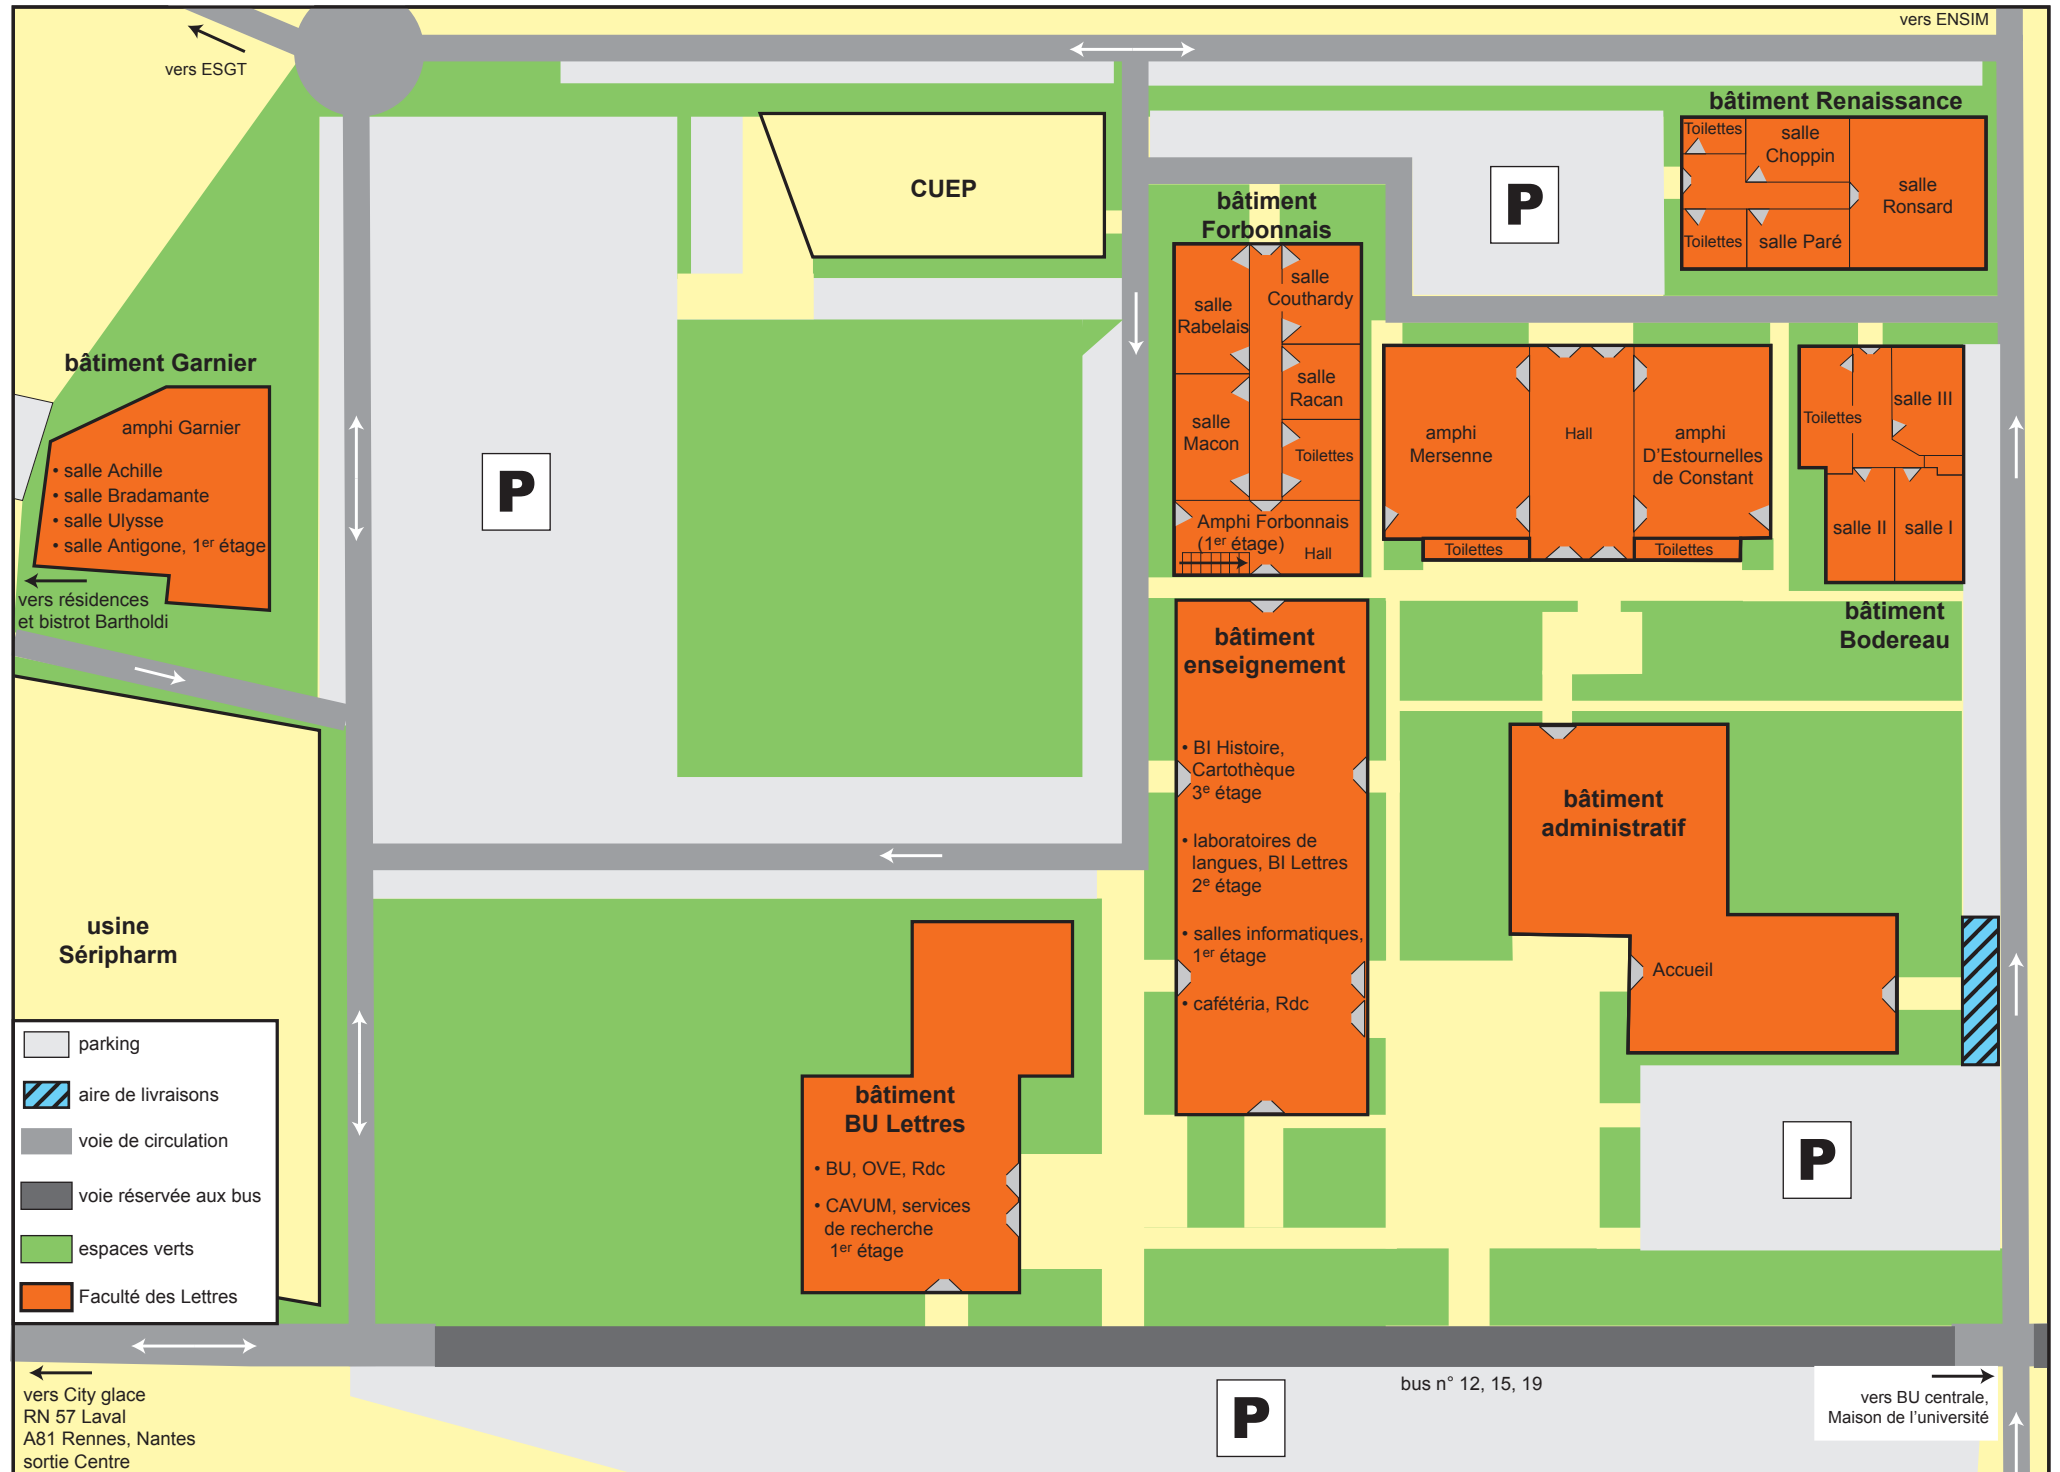 vers ENSIM
vers ESGT
bâtiment Renaissance
Toilettes
salle
Choppin
salle
Ronsard
Toilettes
salle Paré
P
CUEP
bâtiment
Forbonnais
salle
Couthardy
salle
Rabelais
salle
Racan
salle
Macon
Toilettes
Amphi Forbonnais
(1er étage)
Hall
bâtiment Garnier
amphi Garnier
• salle Achille
• salle Bradamante
• salle Ulysse
• salle Antigone, 1er étage
vers résidences
et bistrot Bartholdi
P
amphi
Mersenne
Hall
amphi
D’Estournelles
de Constant
Toilettes
Toilettes
salle III
Toilettes
salle II
salle I
bâtiment
Bodereau
bâtiment
enseignement
• BI Histoire,
Cartothèque
3e étage
• laboratoires de
langues, BI Lettres
2e étage
• salles informatiques,
1er étage
• cafétéria, Rdc
bâtiment
administratif
Accueil
usine
Séripharm
bâtiment
BU Lettres
• BU, OVE, Rdc
• CAVUM, services
de recherche
1er étage
P
parking
aire de livraisons
voie de circulation
voie réservée aux bus
espaces verts
Faculté des Lettres
vers City glace
RN 57 Laval
A81 Rennes, Nantes
sortie Centre
P
bus n° 12, 15, 19
vers BU centrale,
Maison de l’université